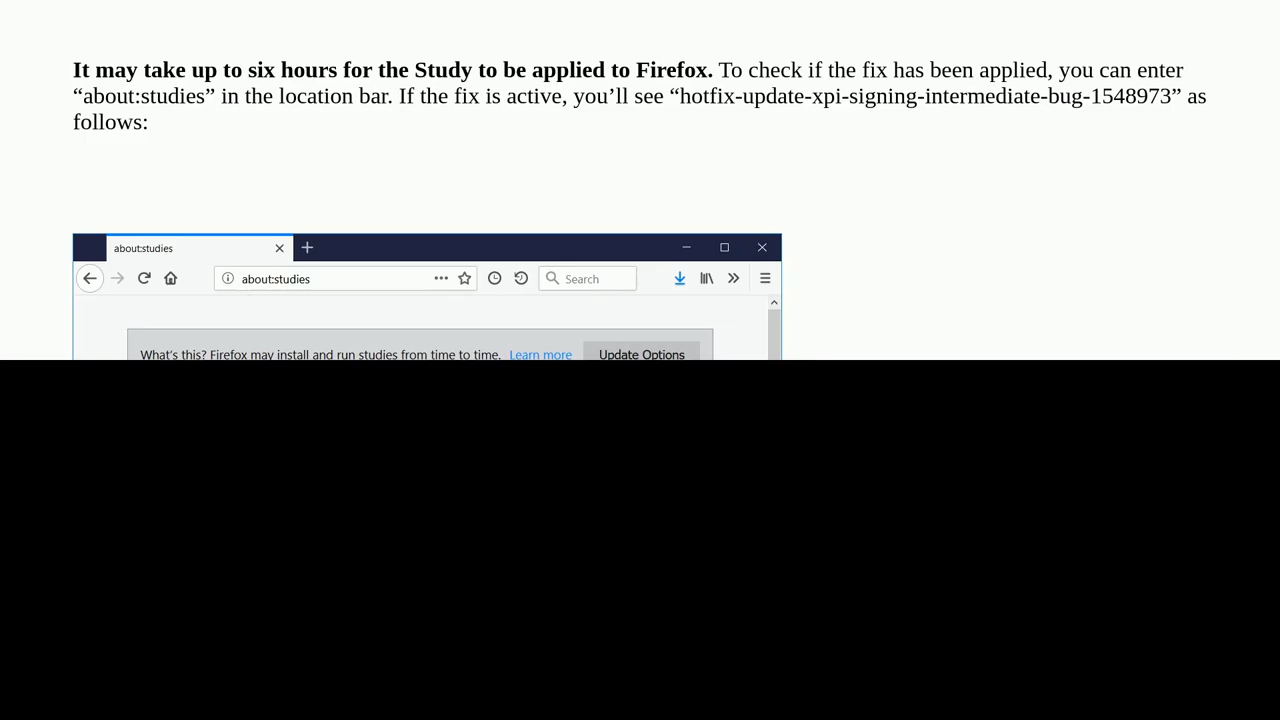 It may take up to six hours for the Study to be applied to Firefox. To check if the fix has been applied, you can enter
“about:studies” in the location bar. If the fix is active, you’ll see “hotfix-update-xpi-signing-intermediate-bug-1548973” as
follows:
about:studies
about:studies
Search
What's this? Firefox may install and run studies from time to time. Learn more Update Options